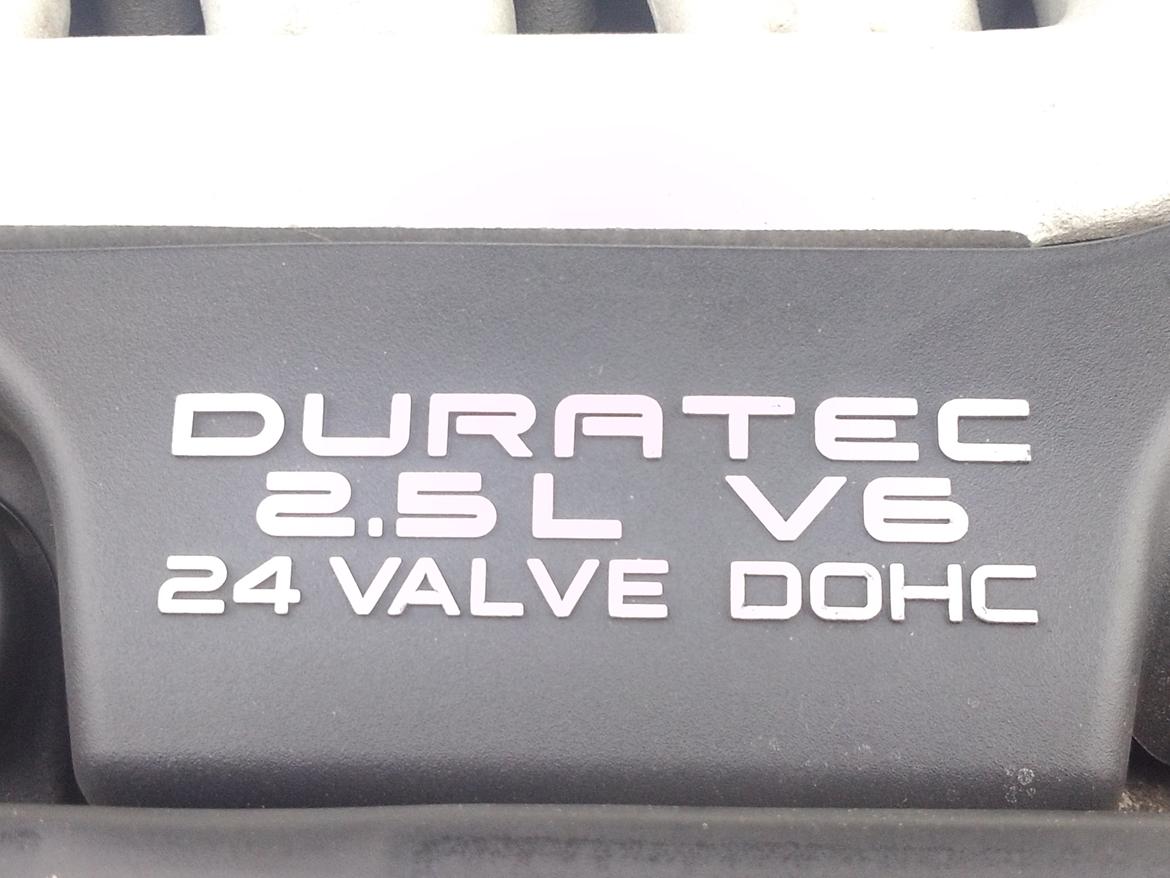 DURATEC
2.5L V6
24 VALVE DOHC